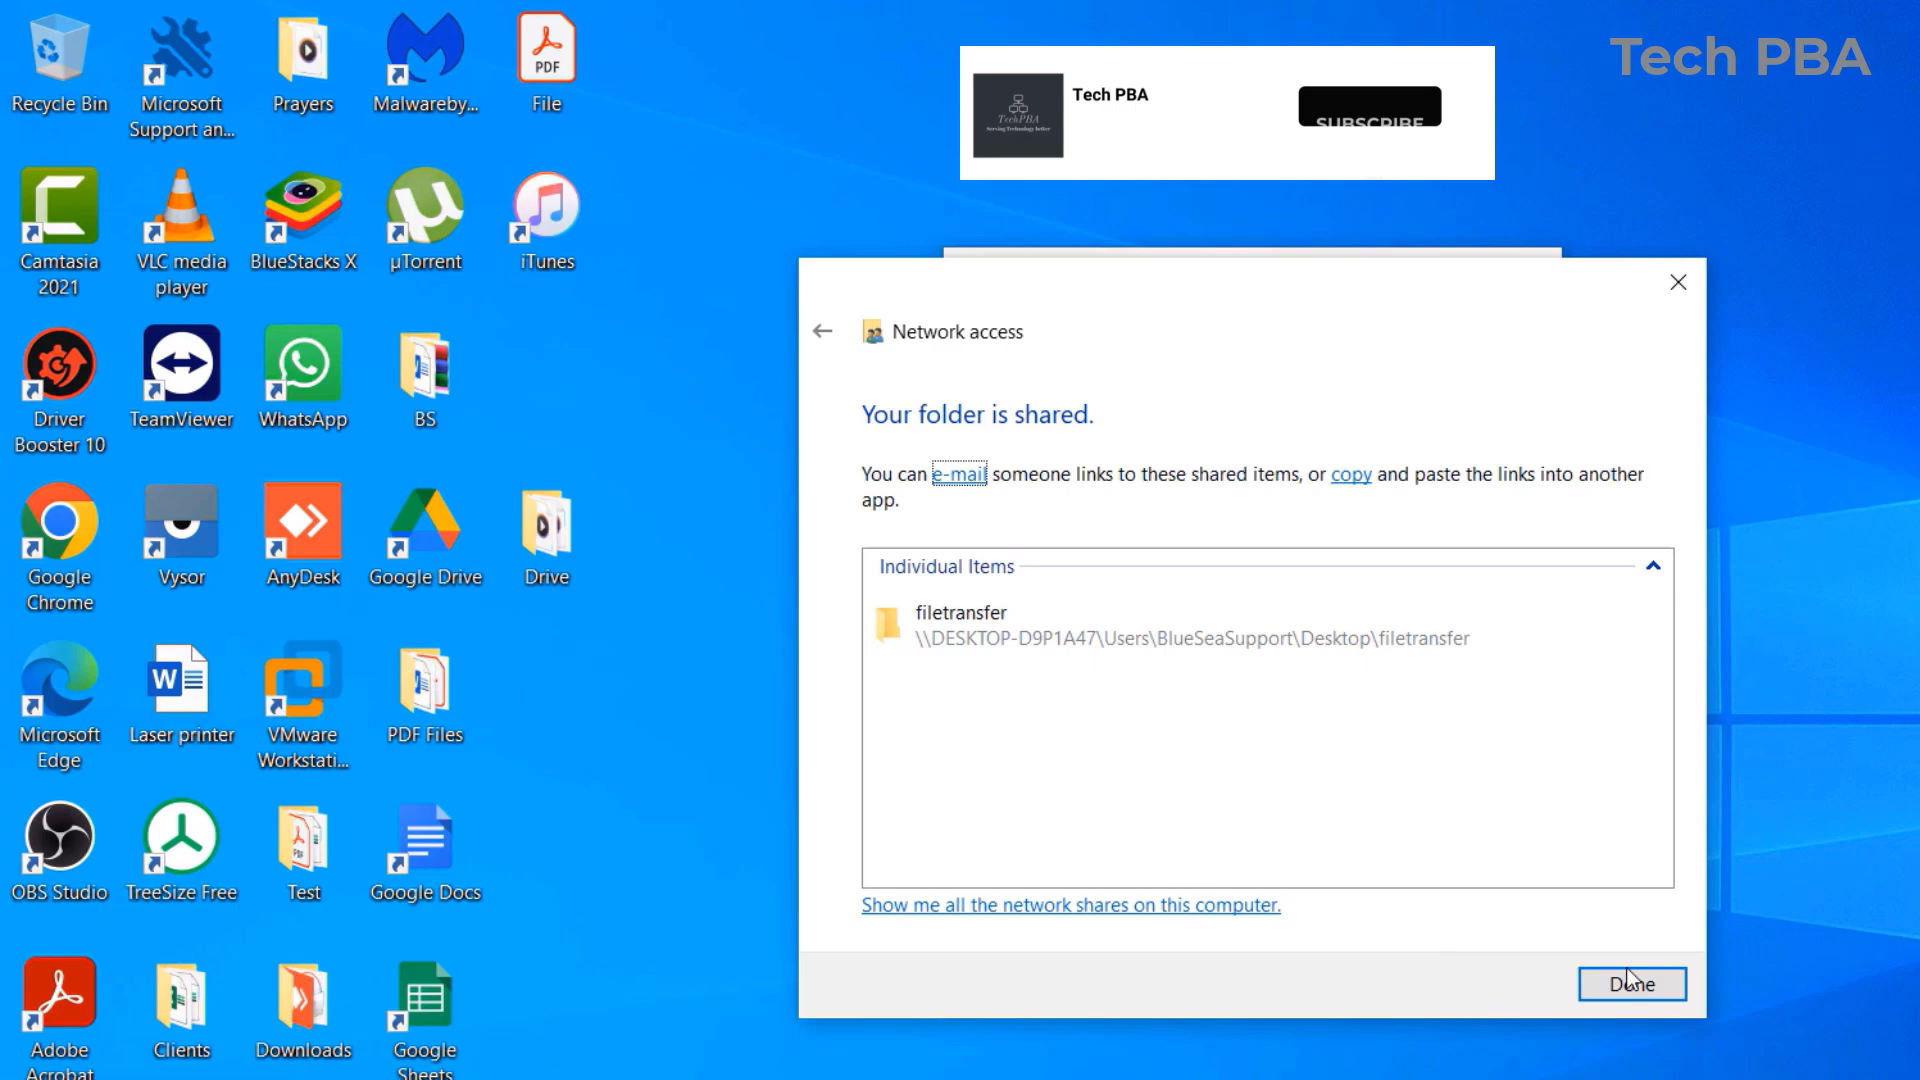 Recycle Bin
Microsoft
Support an...
Prayers
Malwareby...
PDF
File
Tech PBA
TechPBA
Serving Technology better
Tech PBA
SUBSCRIBE
Camtasia
2021
VLC media
player
BlueStacks X
µTorrent
iTunes
Driver
Booster 10
TeamViewer
WhatsApp
BS
Google
Chrome
Vysor
AnyDesk
Google Drive
Drive
Microsoft
Edge
W
Laser printer
VMware
Workstati...
PDF Files
OBS Studio
TreeSize Free
PDF
Test
Google Docs
Adobe
Acrobat
Clients
Downloads
Google
Sheets
Network access
Your folder is shared.
You can e-mail someone links to these shared items, or copy and paste the links into another
app.
Individual Items
filetransfer
\\DESKTOP-D9P1A47\Users\BlueSeaSupport\Desktop\filetransfer
Show me all the network shares on this computer.
Done